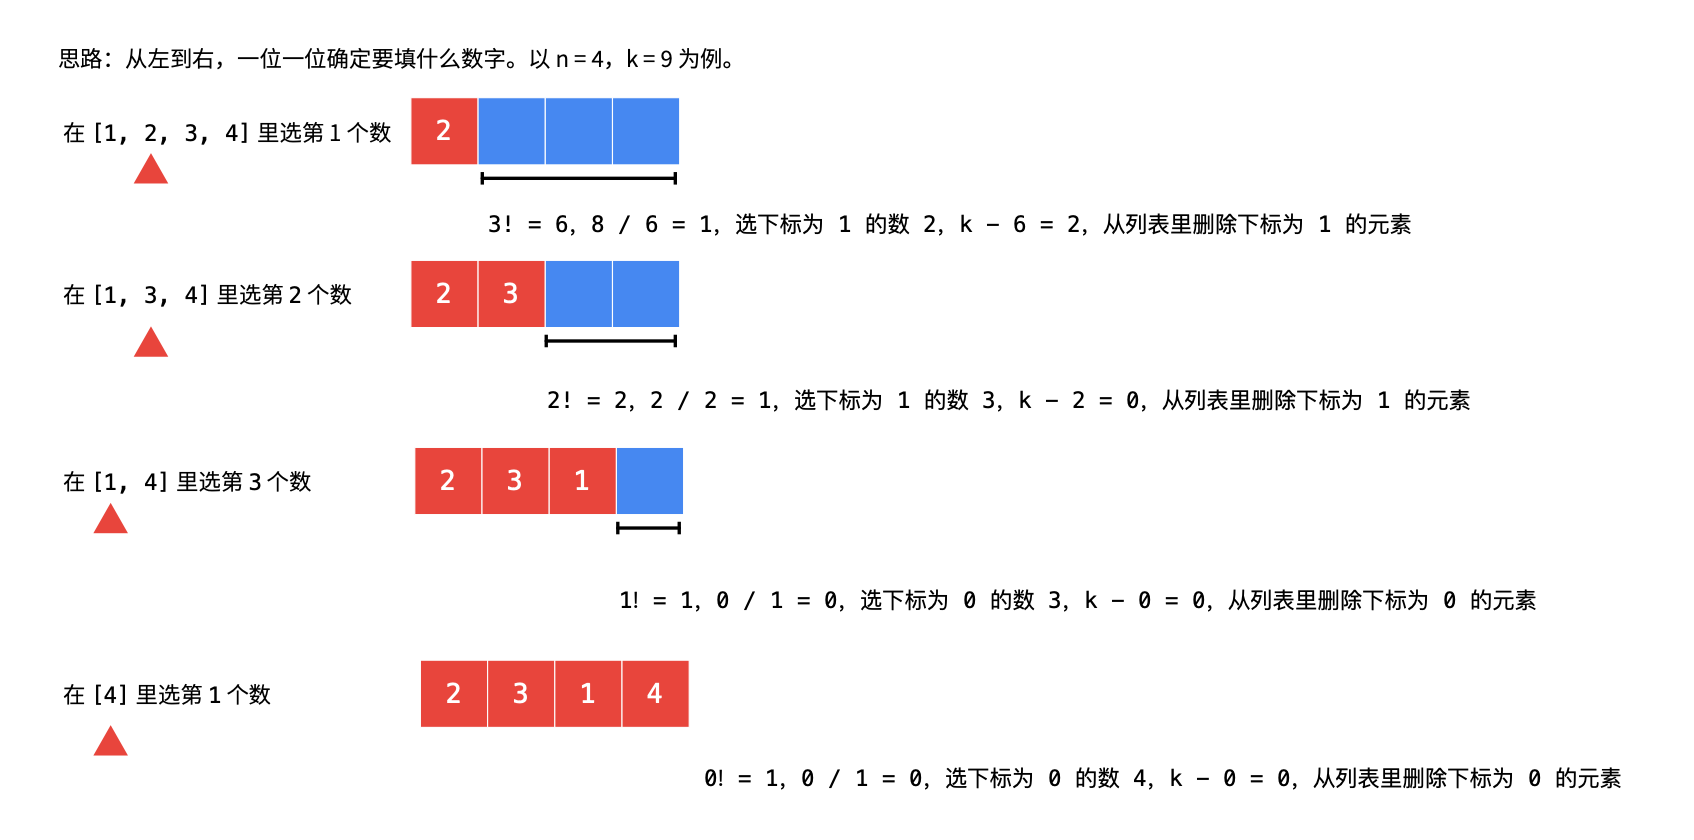 思路：从左到右，一位一位确定要填什么数字。以 n = 4，k = 9 为例。
在 [1, 2, 3, 4] 里选第 1 个数
2
3! = 6，8 / 6 = 1，选下标为 1 的数 2，k - 6 = 2，从列表里删除下标为 1 的元素
在 [1, 3, 4] 里选第 2 个数
2 3
2! = 2，2 / 2 = 1，选下标为 1 的数 3，k - 2 = 0，从列表里删除下标为 1 的元素
在 [1, 4] 里选第 3 个数
2 3 1
1! = 1，0 / 1 = 0，选下标为 0 的数 3，k - 0 = 0，从列表里删除下标为 0 的元素
在 [4] 里选第 1 个数
2 3 1 4
0! = 1，0 / 1 = 0，选下标为 0 的数 4，k - 0 = 0，从列表里删除下标为 0 的元素